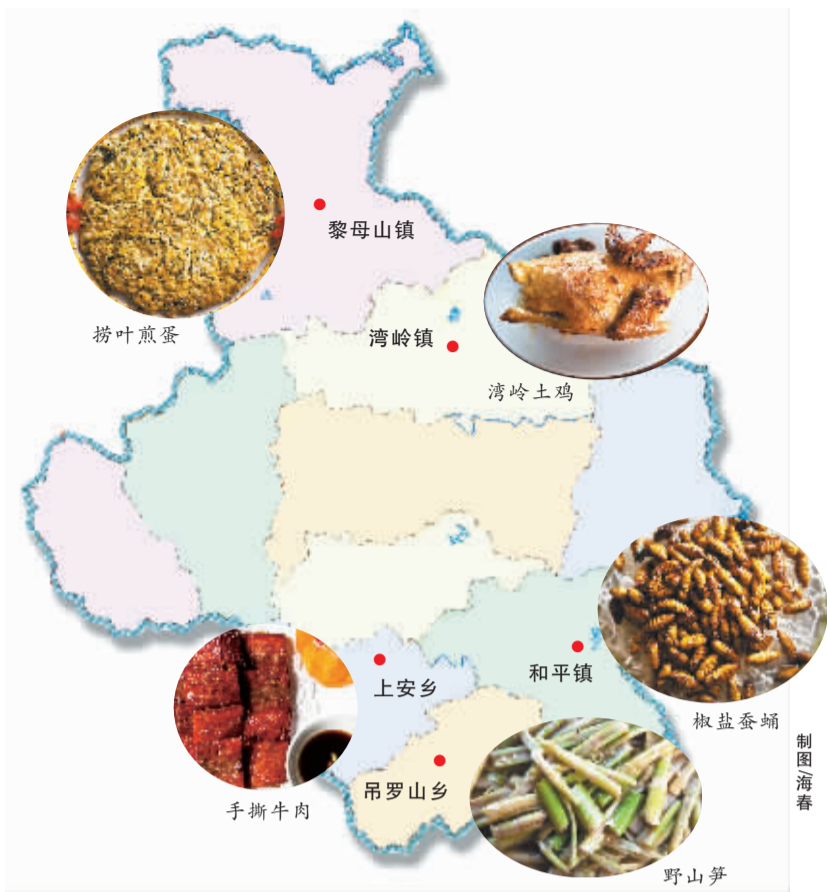 黎母山镇
捞叶煎蛋
湾岭镇
湾岭土鸡
和平镇
椒盐蚕蛹
上安乡
手撕牛肉
吊罗山乡
野山笋
制图/海春